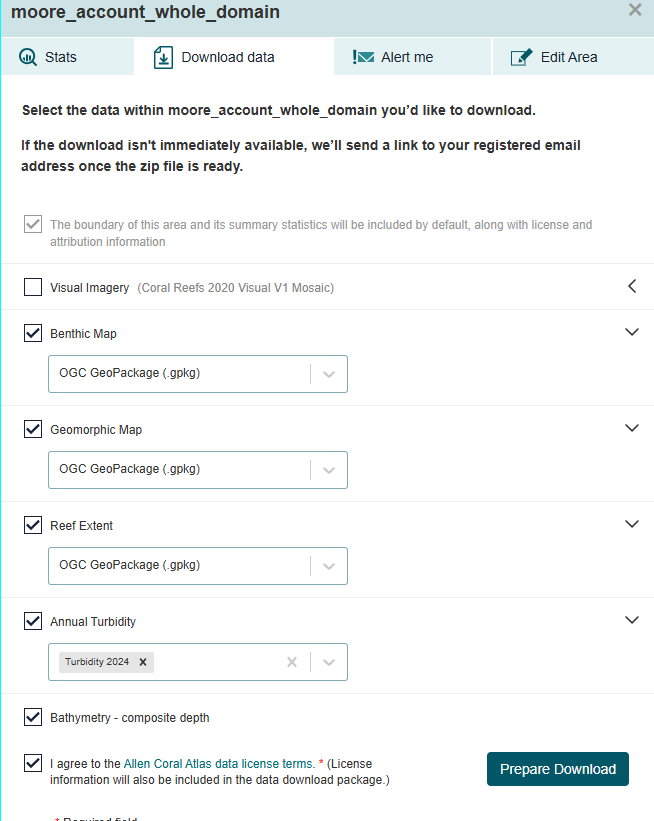 moore_account_whole_domain
Stats
Download data
Alert me
Edit Area
Select the data within moore_account_whole_domain you'd like to download.
If the download isn't immediately available, we'll send a link to your registered email
address once the zip file is ready.
The boundary of this area and its summary statistics will be included by default, along with license and
attribution information
Visual Imagery (Coral Reefs 2020 Visual V1 Mosaic)
Benthic Map
OGC GeoPackage (.gpkg)
Geomorphic Map
OGC GeoPackage (.gpkg)
Reef Extent
OGC GeoPackage (.gpkg)
Annual Turbidity
Turbidity 2024
Bathymetry - composite depth
I agree to the Allen Coral Atlas data license terms. * (License
information will also be included in the data download package.)
Prepare Download
* Required field